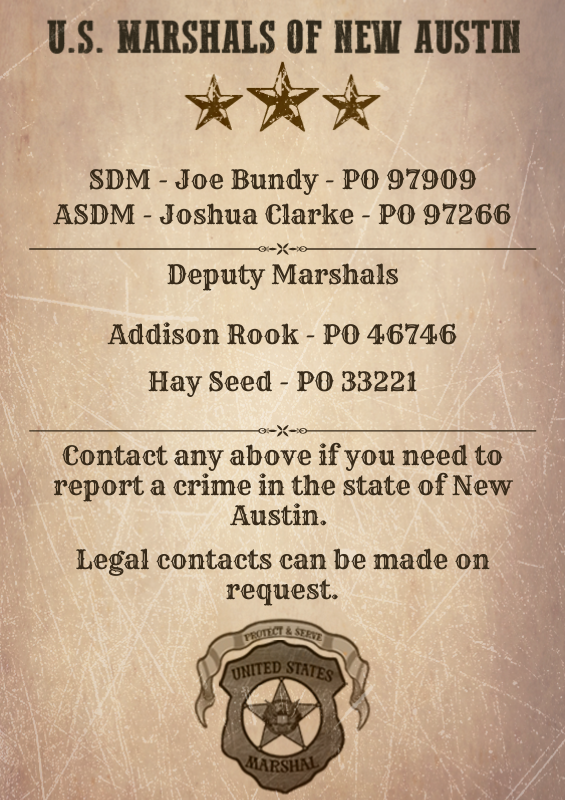 U.S. MARSHALS OF NEW AUSTIN
SDM - Joe Bundy - PO 97909
ASDM - Joshua Clarke - PO 97266
Deputy Marshals
Addison Rook - PO 46746
Hay Seed - PO 33221
Contact any above if you need to
report a crime in the state of New
Austin.
Legal contacts can be made on
request.
PROTECT & SERVE
UNITED STATES
MARSHAL